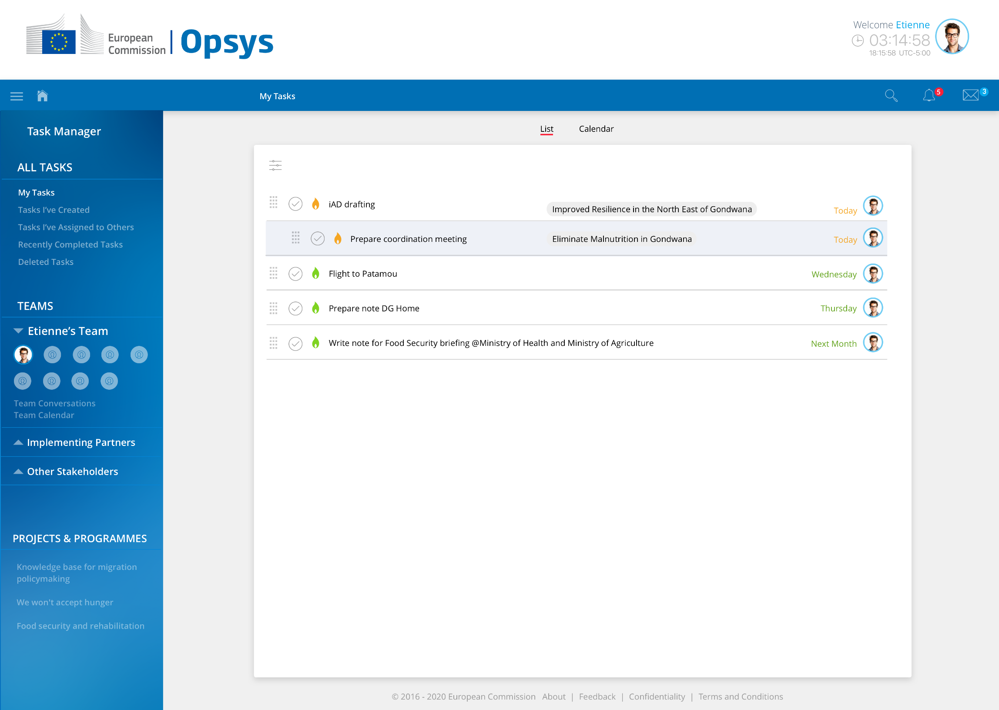 European
Commission
Opsys
Welcome Etienne
03:14:58
18:15:58 UTC-5:00
My Tasks
5
3
Task Manager
ALL TASKS
My Tasks
Tasks I’ve Created
Tasks I’ve Assigned to Others
Recently Completed Tasks
Deleted Tasks
TEAMS
Etienne’s Team
Team Conversations
Team Calendar
Implementing Partners
Other Stakeholders
PROJECTS & PROGRAMMES
Knowledge base for migration
policymaking
We won't accept hunger
Food security and rehabilitation
List Calendar
iAD drafting Improved Resilience in the North East of Gondwana Today
Prepare coordination meeting Eliminate Malnutrition in Gondwana Today
Flight to Patamou Wednesday
Prepare note DG Home Thursday
Write note for Food Security briefing @Ministry of Health and Ministry of Agriculture Next Month
© 2016 - 2020 European Commission About | Feedback | Confidentiality | Terms and Conditions